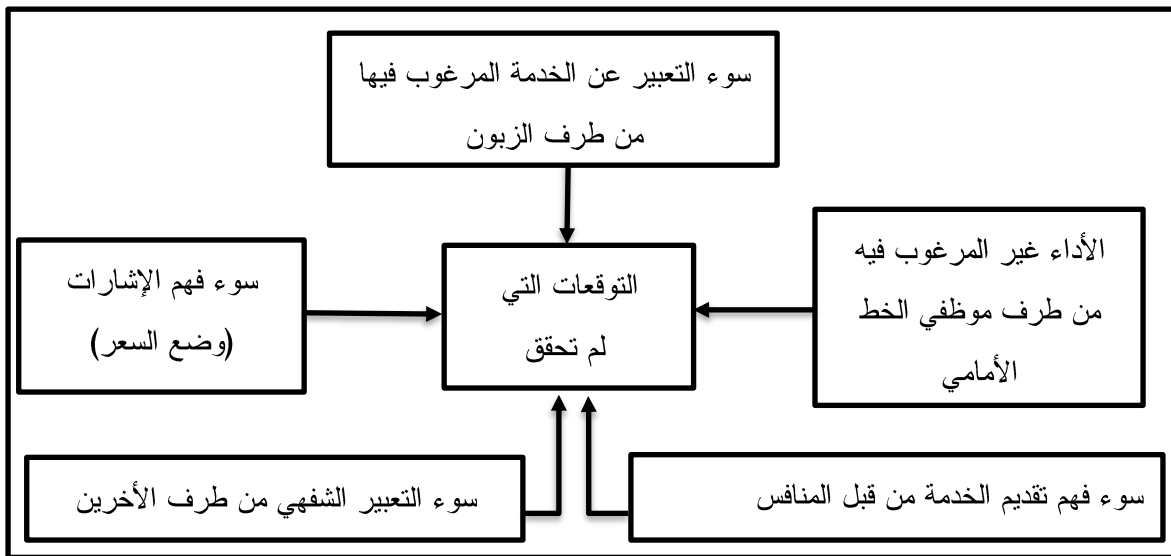 سوء التعبير عن الخدمة المرغوب فيها
من طرف الزبون
الأداء غير المرغوب فيه
من طرف موظفي الخط
الأمامي
التوقعات التي
لم تحقق
سوء فهم الإشارات
(وضع السعر)
سوء فهم تقديم الخدمة من قبل المنافس
سوء التعبير الشفهي من طرف الأخرين